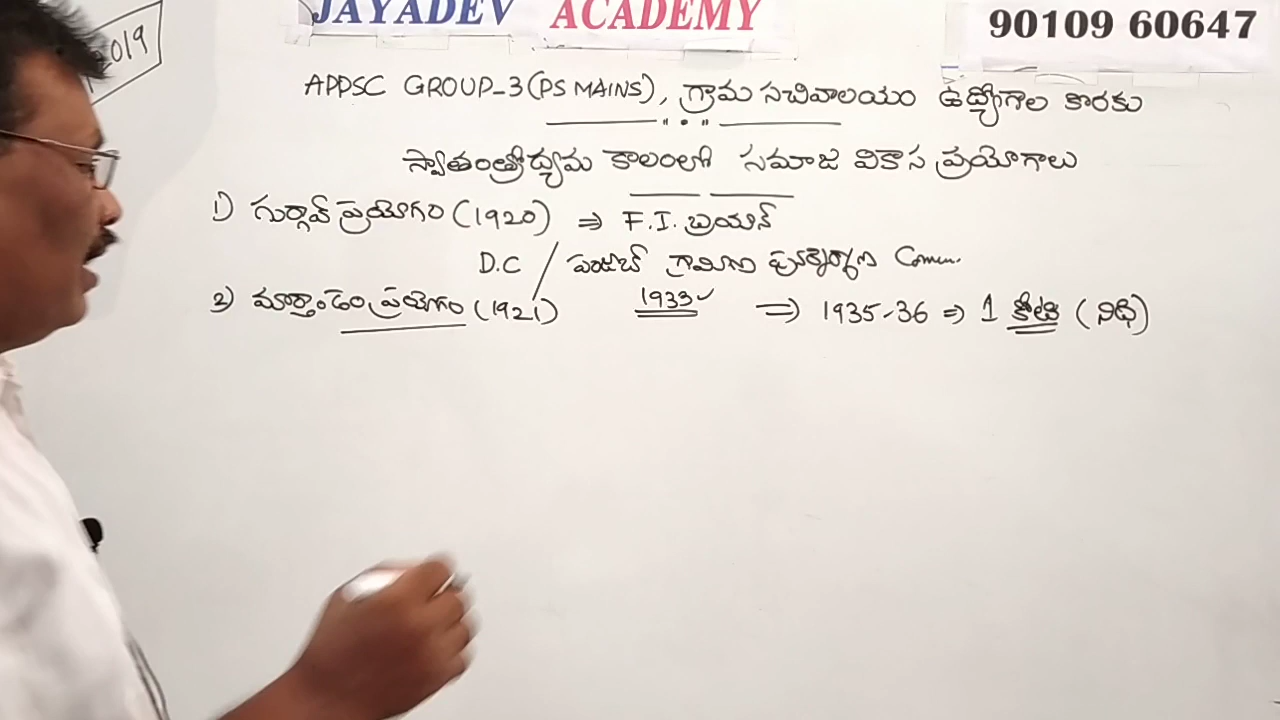 JAYADEV ACADEMY
90109 60647
2019
APPSC GROUP-3 (PS MAINS), గ్రామ సచివాలయం ఉద్యోగాల కొరకు
స్వాతంత్రోద్యమ కాలంలో సమాజ వికాస ప్రయోగాలు
1) గుర్గావ్ ప్రయోగం (1920) ⇒ F.I. బ్రయిన్
D.C / పంజాబ్ గ్రామీణ పునర్నిర్మాణ Comm.
2) మార్తాండం ప్రయోగం (1921) 1933 ✓ ⇒ 1935-36 ⇒ 1 కోటి (నిధి)